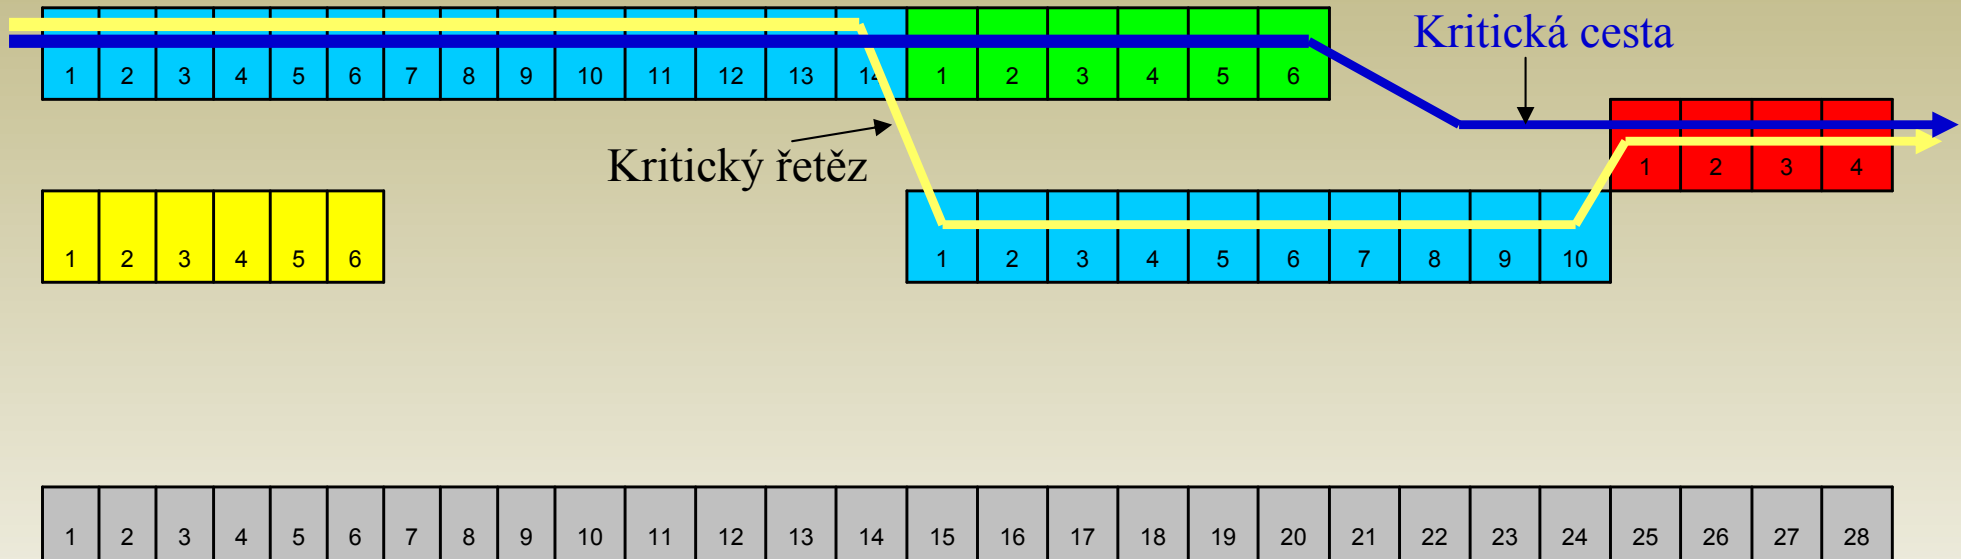 Kritická cesta
1 2 3 4 5 6 7 8 9 10 11 12 13 14 1 2 3 4 5 6
Kritický řetěz
1 2 3 4
1 2 3 4 5 6 1 2 3 4 5 6 7 8 9 10
1 2 3 4 5 6 7 8 9 10 11 12 13 14 15 16 17 18 19 20 21 22 23 24 25 26 27 28